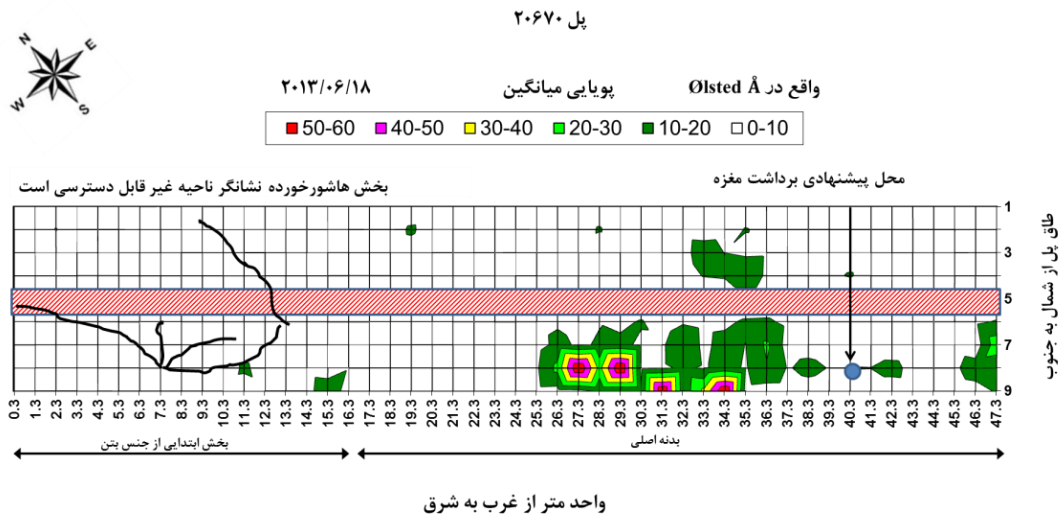 پل ۲۰۶۷۰
N
E
W
S
واقع در Ølsted Å پویایی میانگین ۲۰۱۳/۰۶/۱۸
50-60 40-50 30-40 20-30 10-20 0-10
بخش هاشورخورده نشانگر ناحیه غیر قابل دسترسی است
محل پیشنهادی برداشت مغزه
1
3
5
7
9
طاق پل از شمال به جنوب
0.3 1.3 2.3 3.3 4.3 5.3 6.3 7.3 8.3 9.3 10.3 11.3 12.3 13.3 14.3 15.3 16.3 17.3 18.3 19.3 20.3 21.3 22.3 23.3 24.3 25.3 26.3 27.3 28.3 29.3 30.3 31.3 32.3 33.3 34.3 35.3 36.3 37.3 38.3 39.3 40.3 41.3 42.3 43.3 44.3 45.3 46.3 47.3
بخش ابتدایی از جنس بتن
بدنه اصلی
واحد متر از غرب به شرق